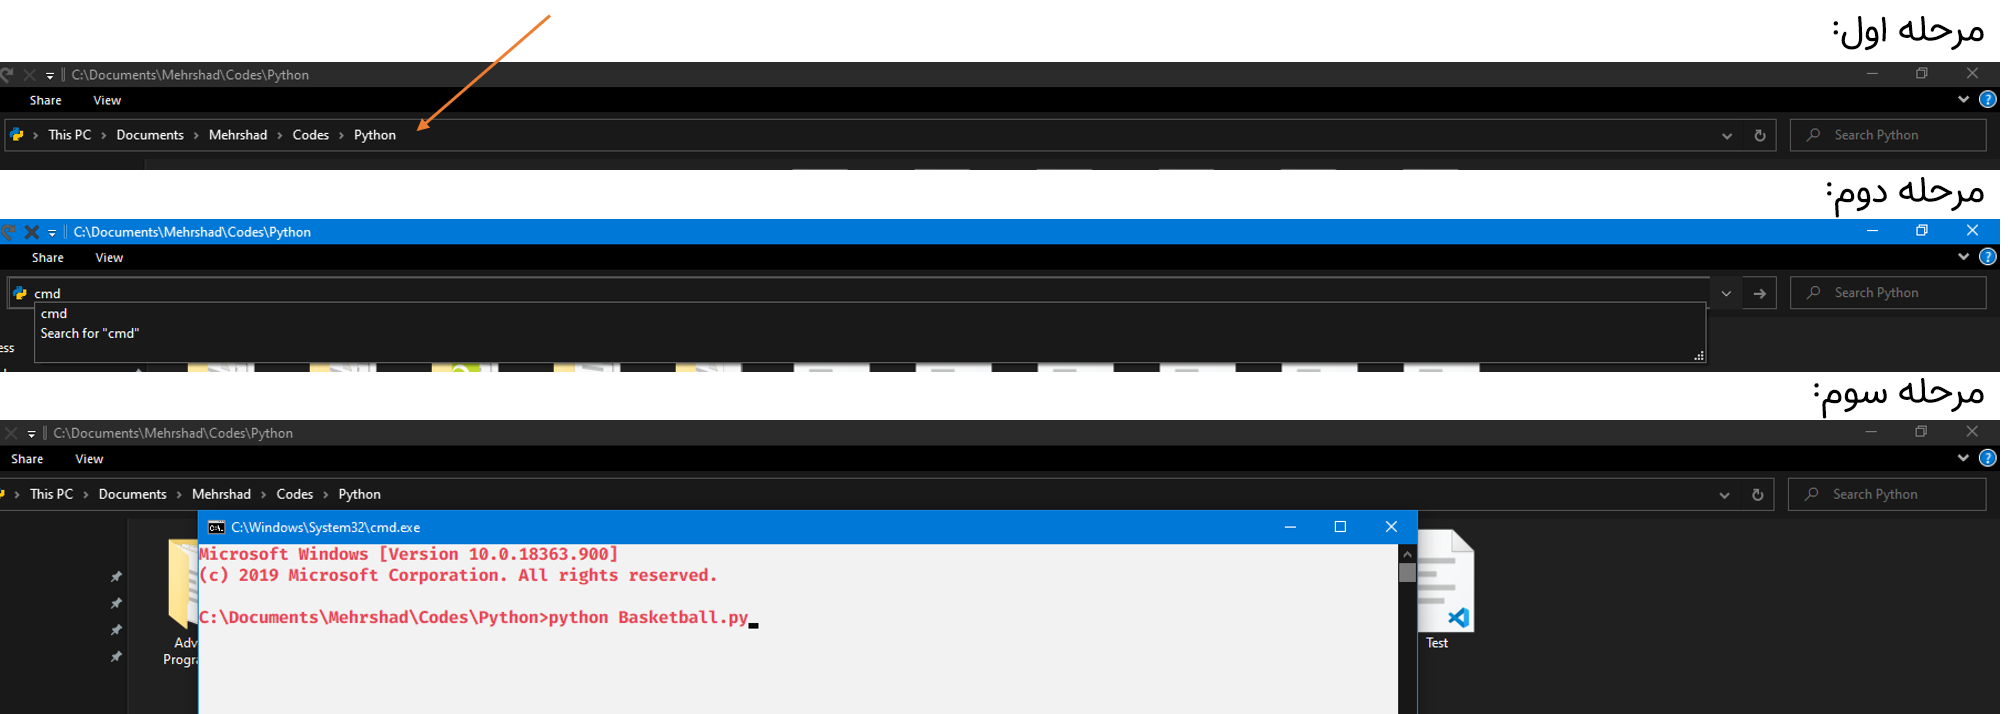 مرحله اول:
C:\Documents\Mehrshad\Codes\Python
Share View
This PC > Documents > Mehrshad > Codes > Python
Search Python
مرحله دوم:
C:\Documents\Mehrshad\Codes\Python
Share View
cmd
Search Python
cmd
Search for "cmd"
ess
مرحله سوم:
C:\Documents\Mehrshad\Codes\Python
Share View
This PC > Documents > Mehrshad > Codes > Python
Search Python
C:\Windows\System32\cmd.exe
Microsoft Windows [Version 10.0.18363.900]
(c) 2019 Microsoft Corporation. All rights reserved.
C:\Documents\Mehrshad\Codes\Python>python Basketball.py
Adv
Progr
Test